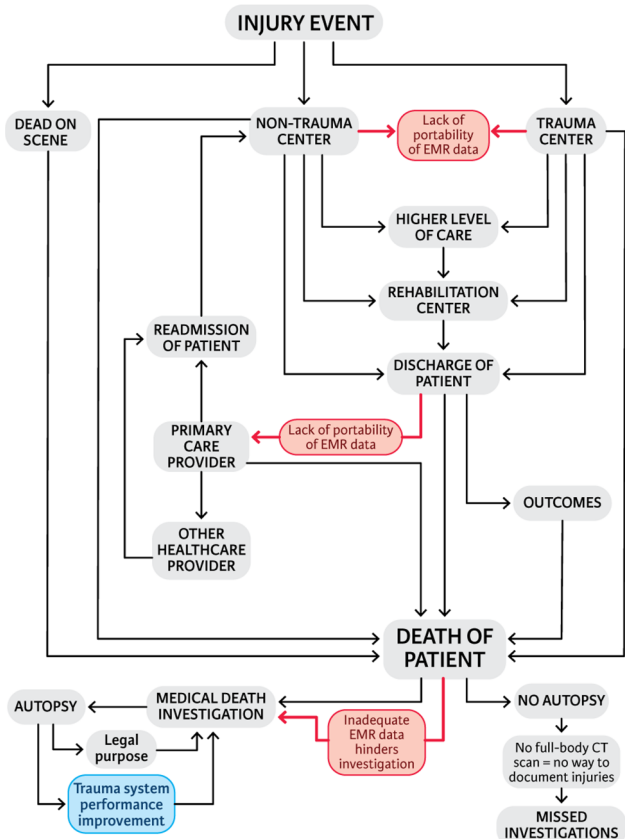 INJURY EVENT
DEAD ON
SCENE
NON-TRAUMA
CENTER
Lack of
portability
of EMR data
TRAUMA
CENTER
HIGHER LEVEL
OF CARE
REHABILITATION
CENTER
READMISSION
OF PATIENT
DISCHARGE OF
PATIENT
PRIMARY
CARE
PROVIDER
Lack of portability
of EMR data
OUTCOMES
OTHER
HEALTHCARE
PROVIDER
DEATH OF
PATIENT
AUTOPSY
MEDICAL DEATH
INVESTIGATION
Inadequate
EMR data
hinders
investigation
NO AUTOPSY
Legal
purpose
No full-body CT
scan = no way to
document injuries
Trauma system
performance
improvement
MISSED
INVESTIGATIONS